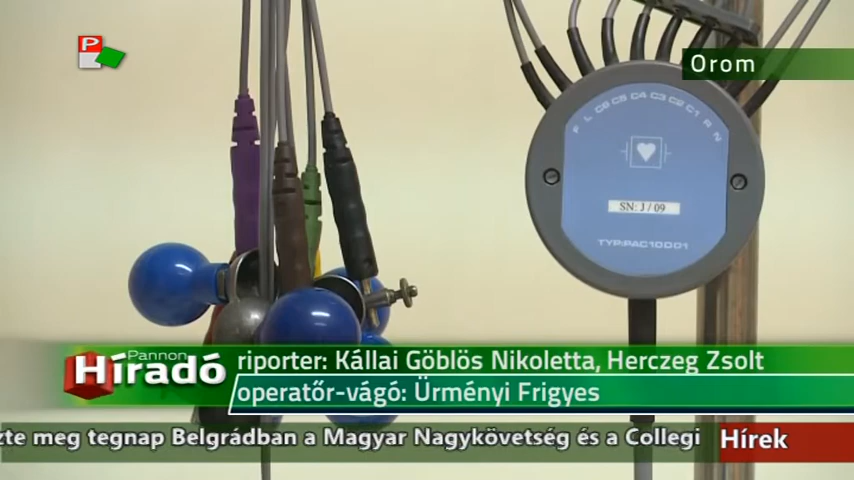 P
Orom
F L C6 C5 C4 C3 C2 C1 R N
SN: J / 09
TYP:PAC10001
Pannon
Híradó
riporter: Kállai Göblös Nikoletta, Herczeg Zsolt
operatőr-vágó: Ürményi Frigyes
zte meg tegnap Belgrádban a Magyar Nagykövetség és a Collegi
Hírek